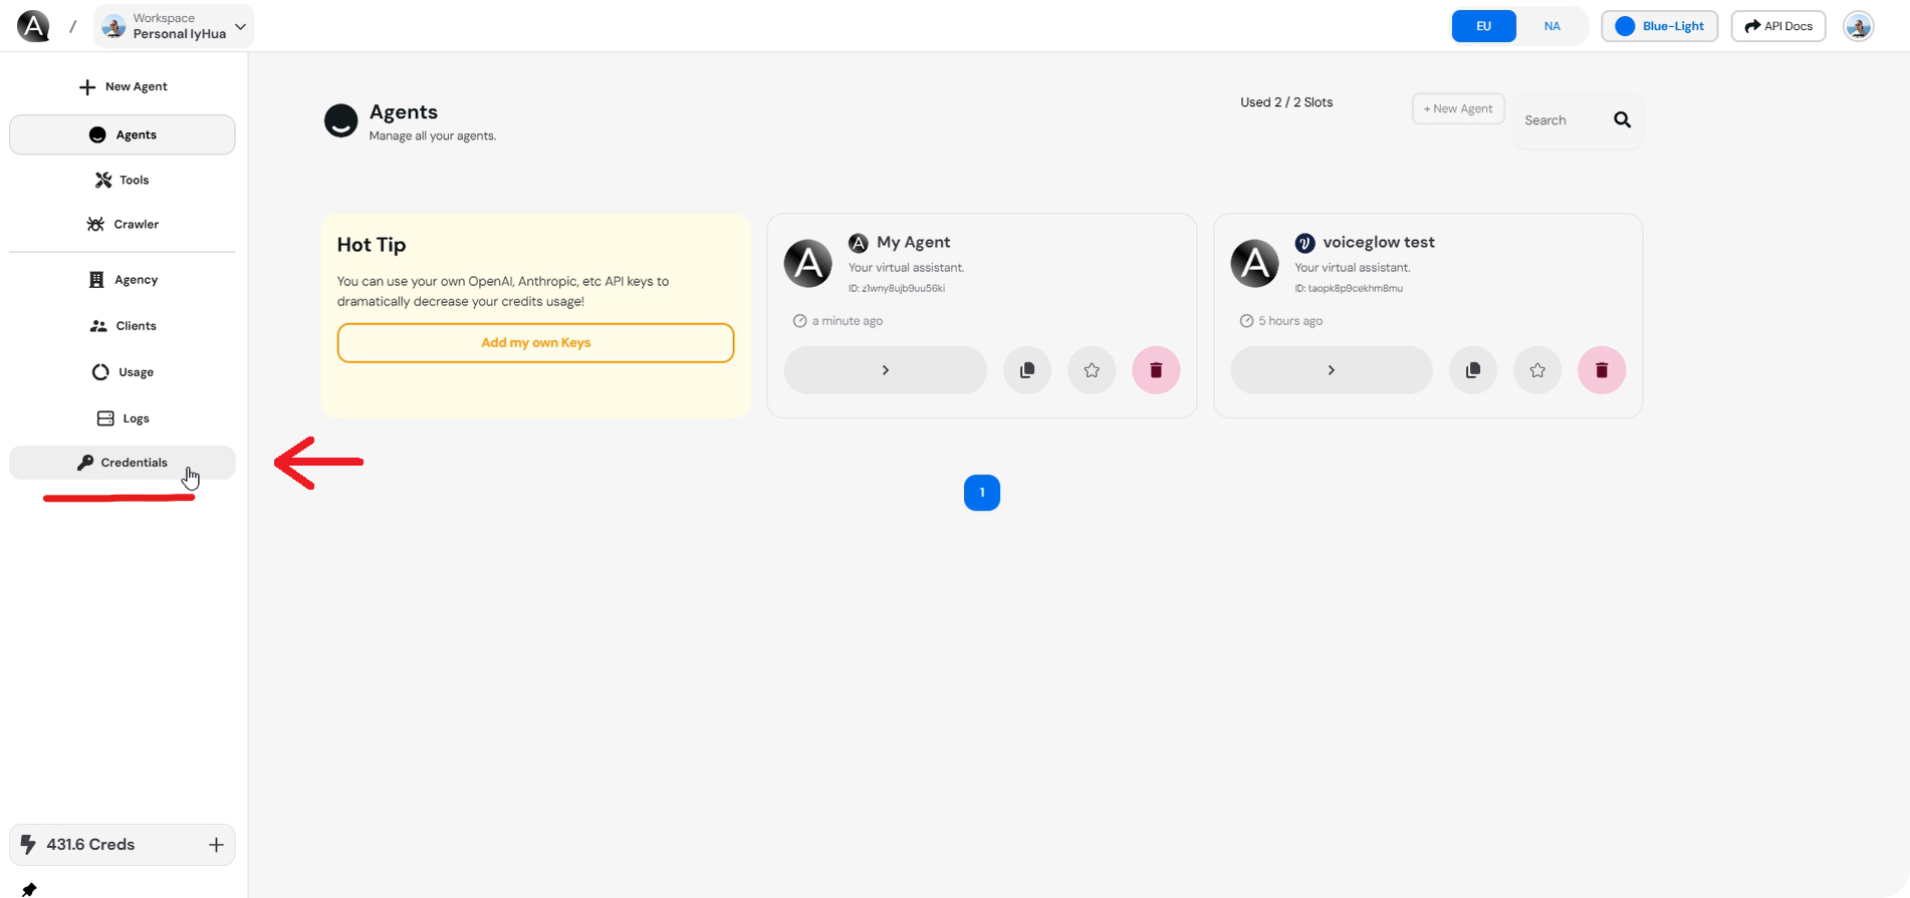 A / Workspace
Personal IyHua
EU NA Blue-Light API Docs
New Agent
Agents
Tools
Crawler
Agency
Clients
Usage
Logs
Credentials
431.6 Creds
Agents
Manage all your agents.
Used 2 / 2 Slots
+ New Agent
Search
Hot Tip
You can use your own OpenAI, Anthropic, etc API keys to
dramatically decrease your credits usage!
Add my own Keys
A
A My Agent
Your virtual assistant.
ID: z1wny8ujb9uu56ki
a minute ago
A
V voiceglow test
Your virtual assistant.
ID: taopk8p9cekhm8mu
5 hours ago
1